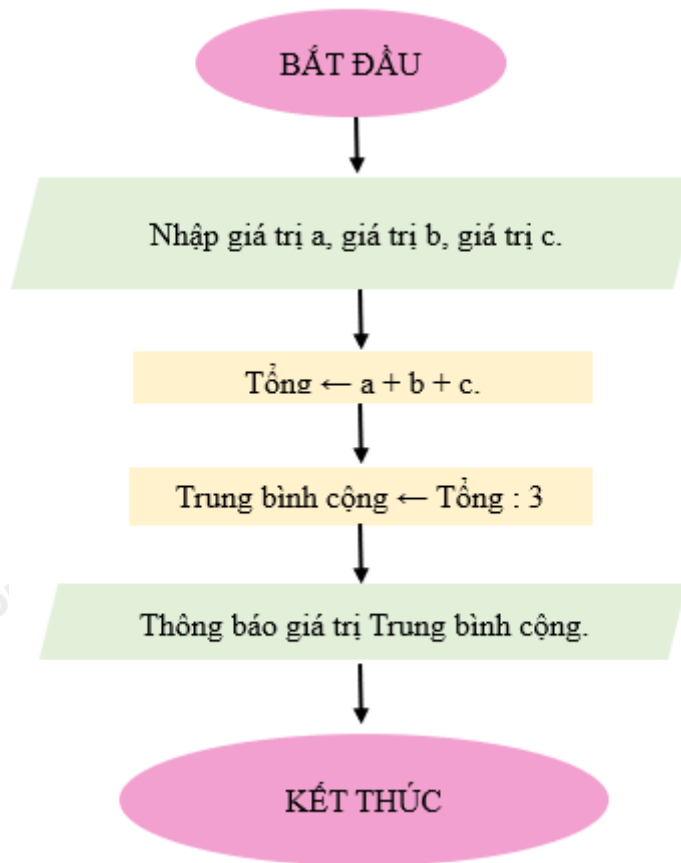 BẮT ĐẦU
Nhập giá trị a, giá trị b, giá trị c.
Tổng ← a + b + c.
Trung bình cộng ← Tổng : 3
Thông báo giá trị Trung bình cộng.
KẾT THÚC